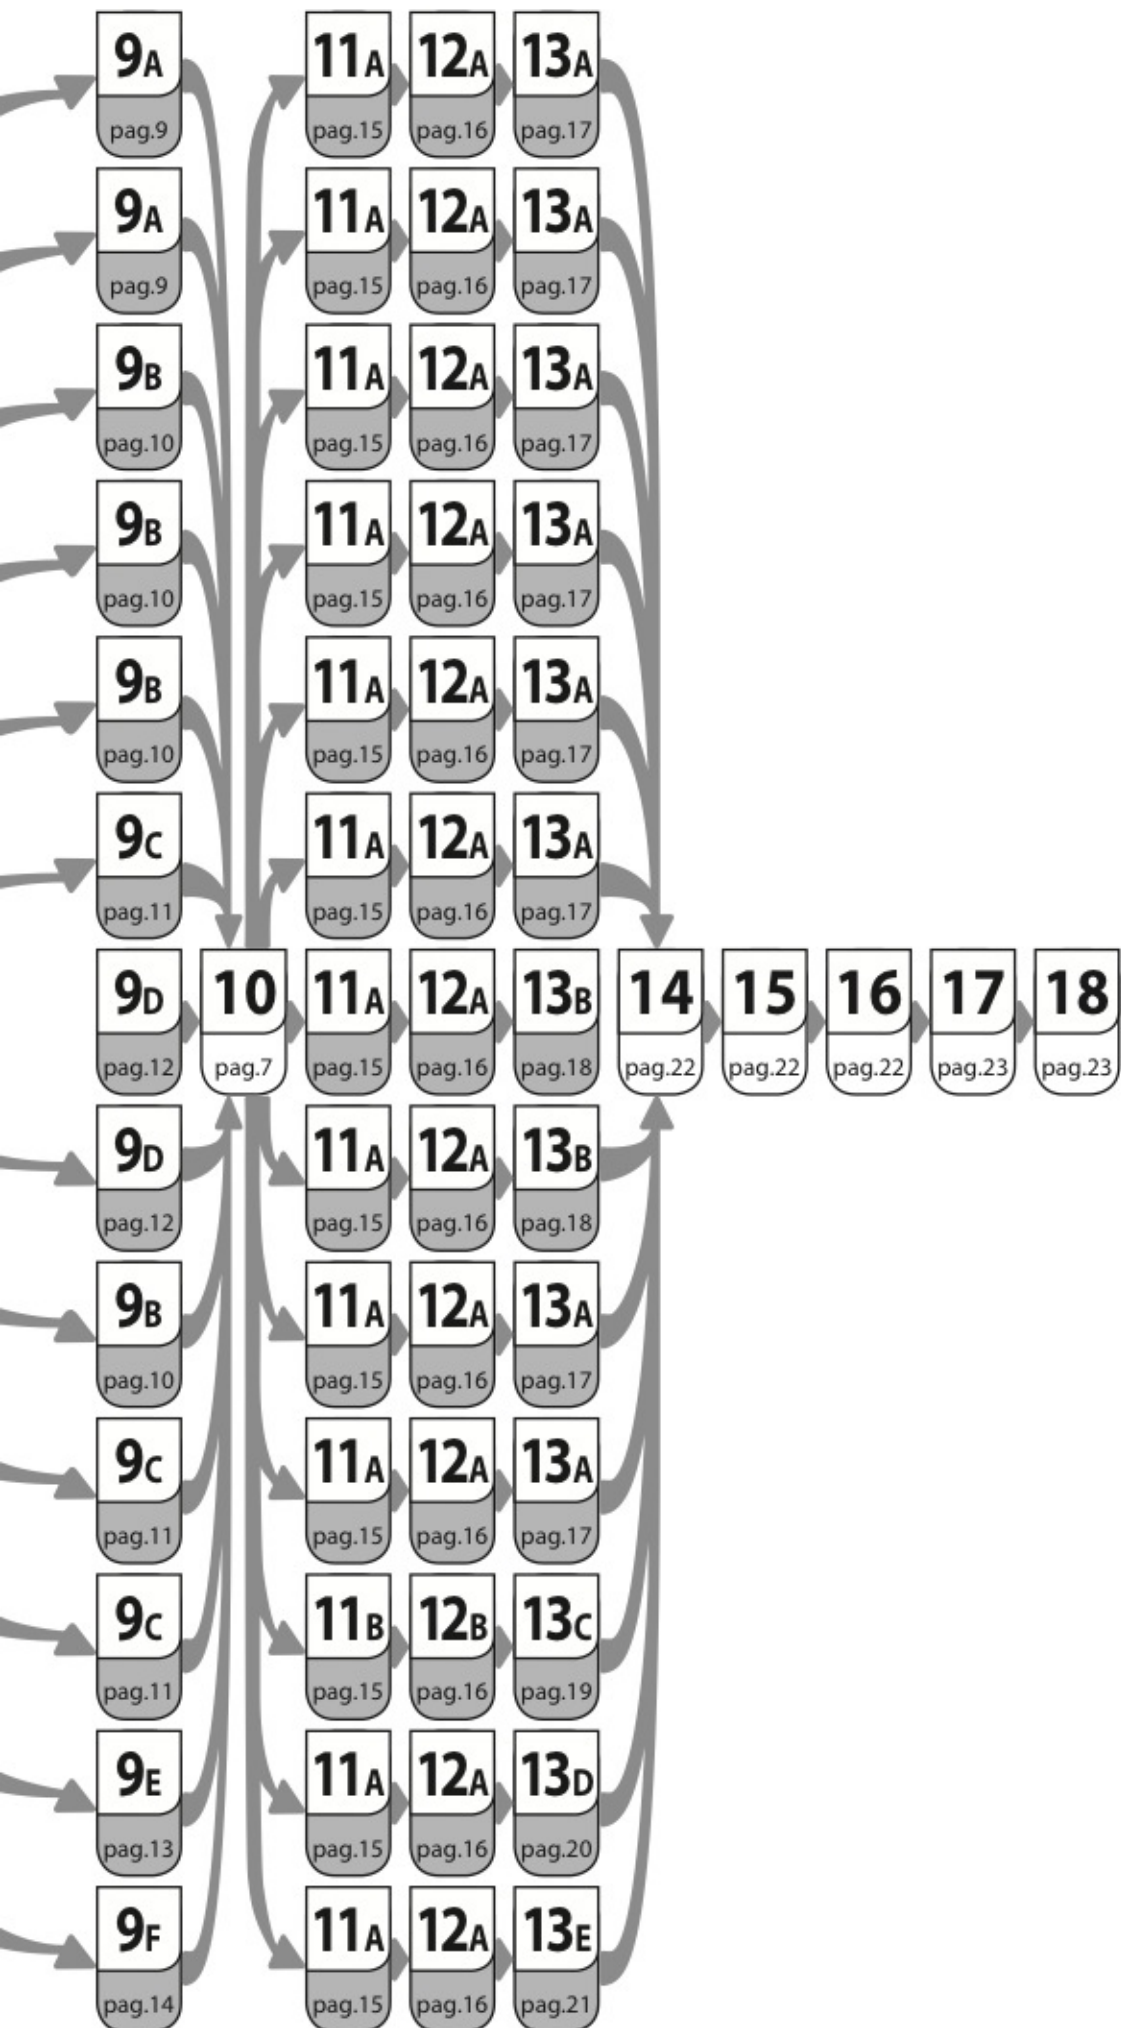 9A 11A 12A 13A
pag.9 pag.15 pag.16 pag.17
9A 11A 12A 13A
pag.9 pag.15 pag.16 pag.17
9B 11A 12A 13A
pag.10 pag.15 pag.16 pag.17
9B 11A 12A 13A
pag.10 pag.15 pag.16 pag.17
9B 11A 12A 13A
pag.10 pag.15 pag.16 pag.17
9C 11A 12A 13A
pag.11 pag.15 pag.16 pag.17
9D 10 11A 12A 13B 14 15 16 17 18
pag.12 pag.7 pag.15 pag.16 pag.18 pag.22 pag.22 pag.22 pag.23 pag.23
9D 11A 12A 13B
pag.12 pag.15 pag.16 pag.18
9B 11A 12A 13A
pag.10 pag.15 pag.16 pag.17
9C 11A 12A 13A
pag.11 pag.15 pag.16 pag.17
9C 11B 12B 13C
pag.11 pag.15 pag.16 pag.19
9E 11A 12A 13D
pag.13 pag.15 pag.16 pag.20
9F 11A 12A 13E
pag.14 pag.15 pag.16 pag.21